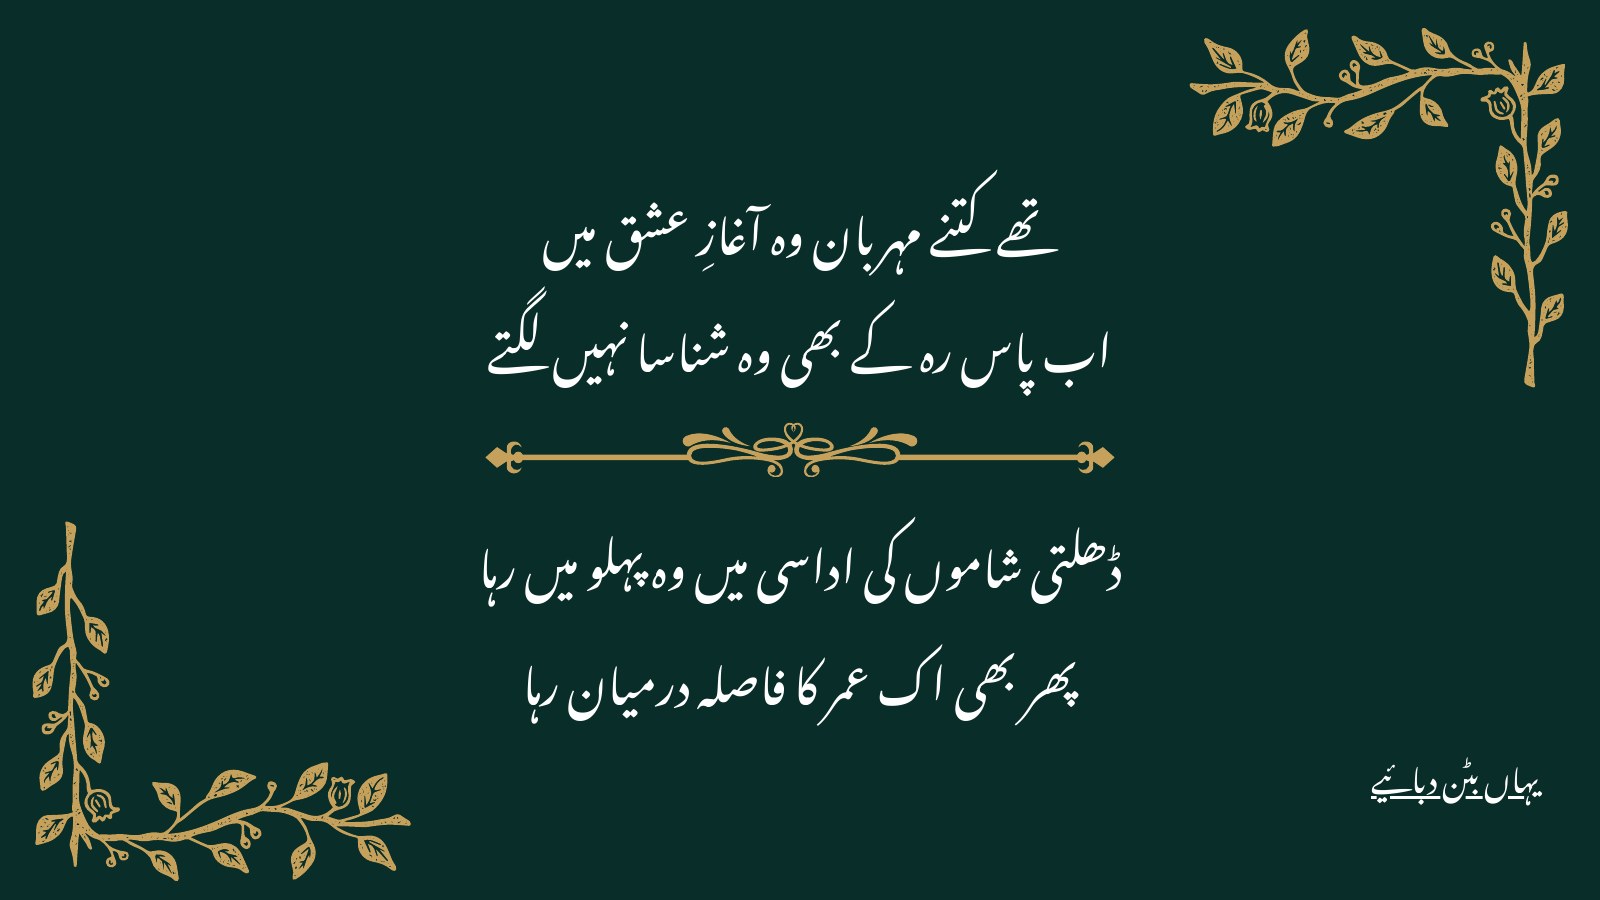 تھے کتنے مہربان وہ آغازِ عشق میں
اب پاس رہ کے بھی وہ شناسا نہیں لگتے
ڈھلتی شاموں کی اداسی میں وہ پہلو میں رہا
پھر بھی اک عمر کا فاصلہ درمیان رہا
یہاں بٹن دبائیے